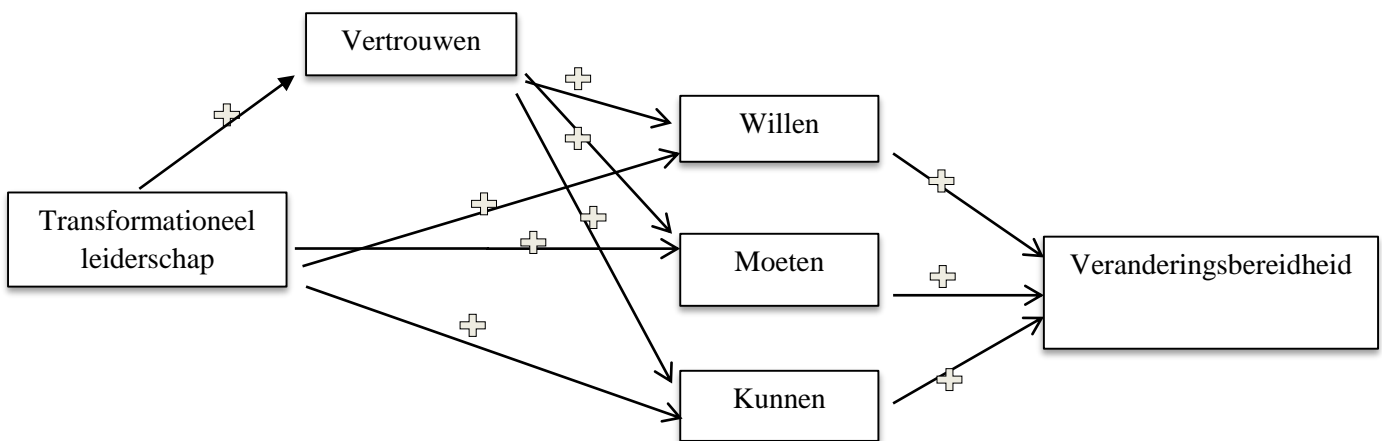 Vertrouwen
Willen
Transformationeel
leiderschap
Moeten
Veranderingsbereidheid
Kunnen